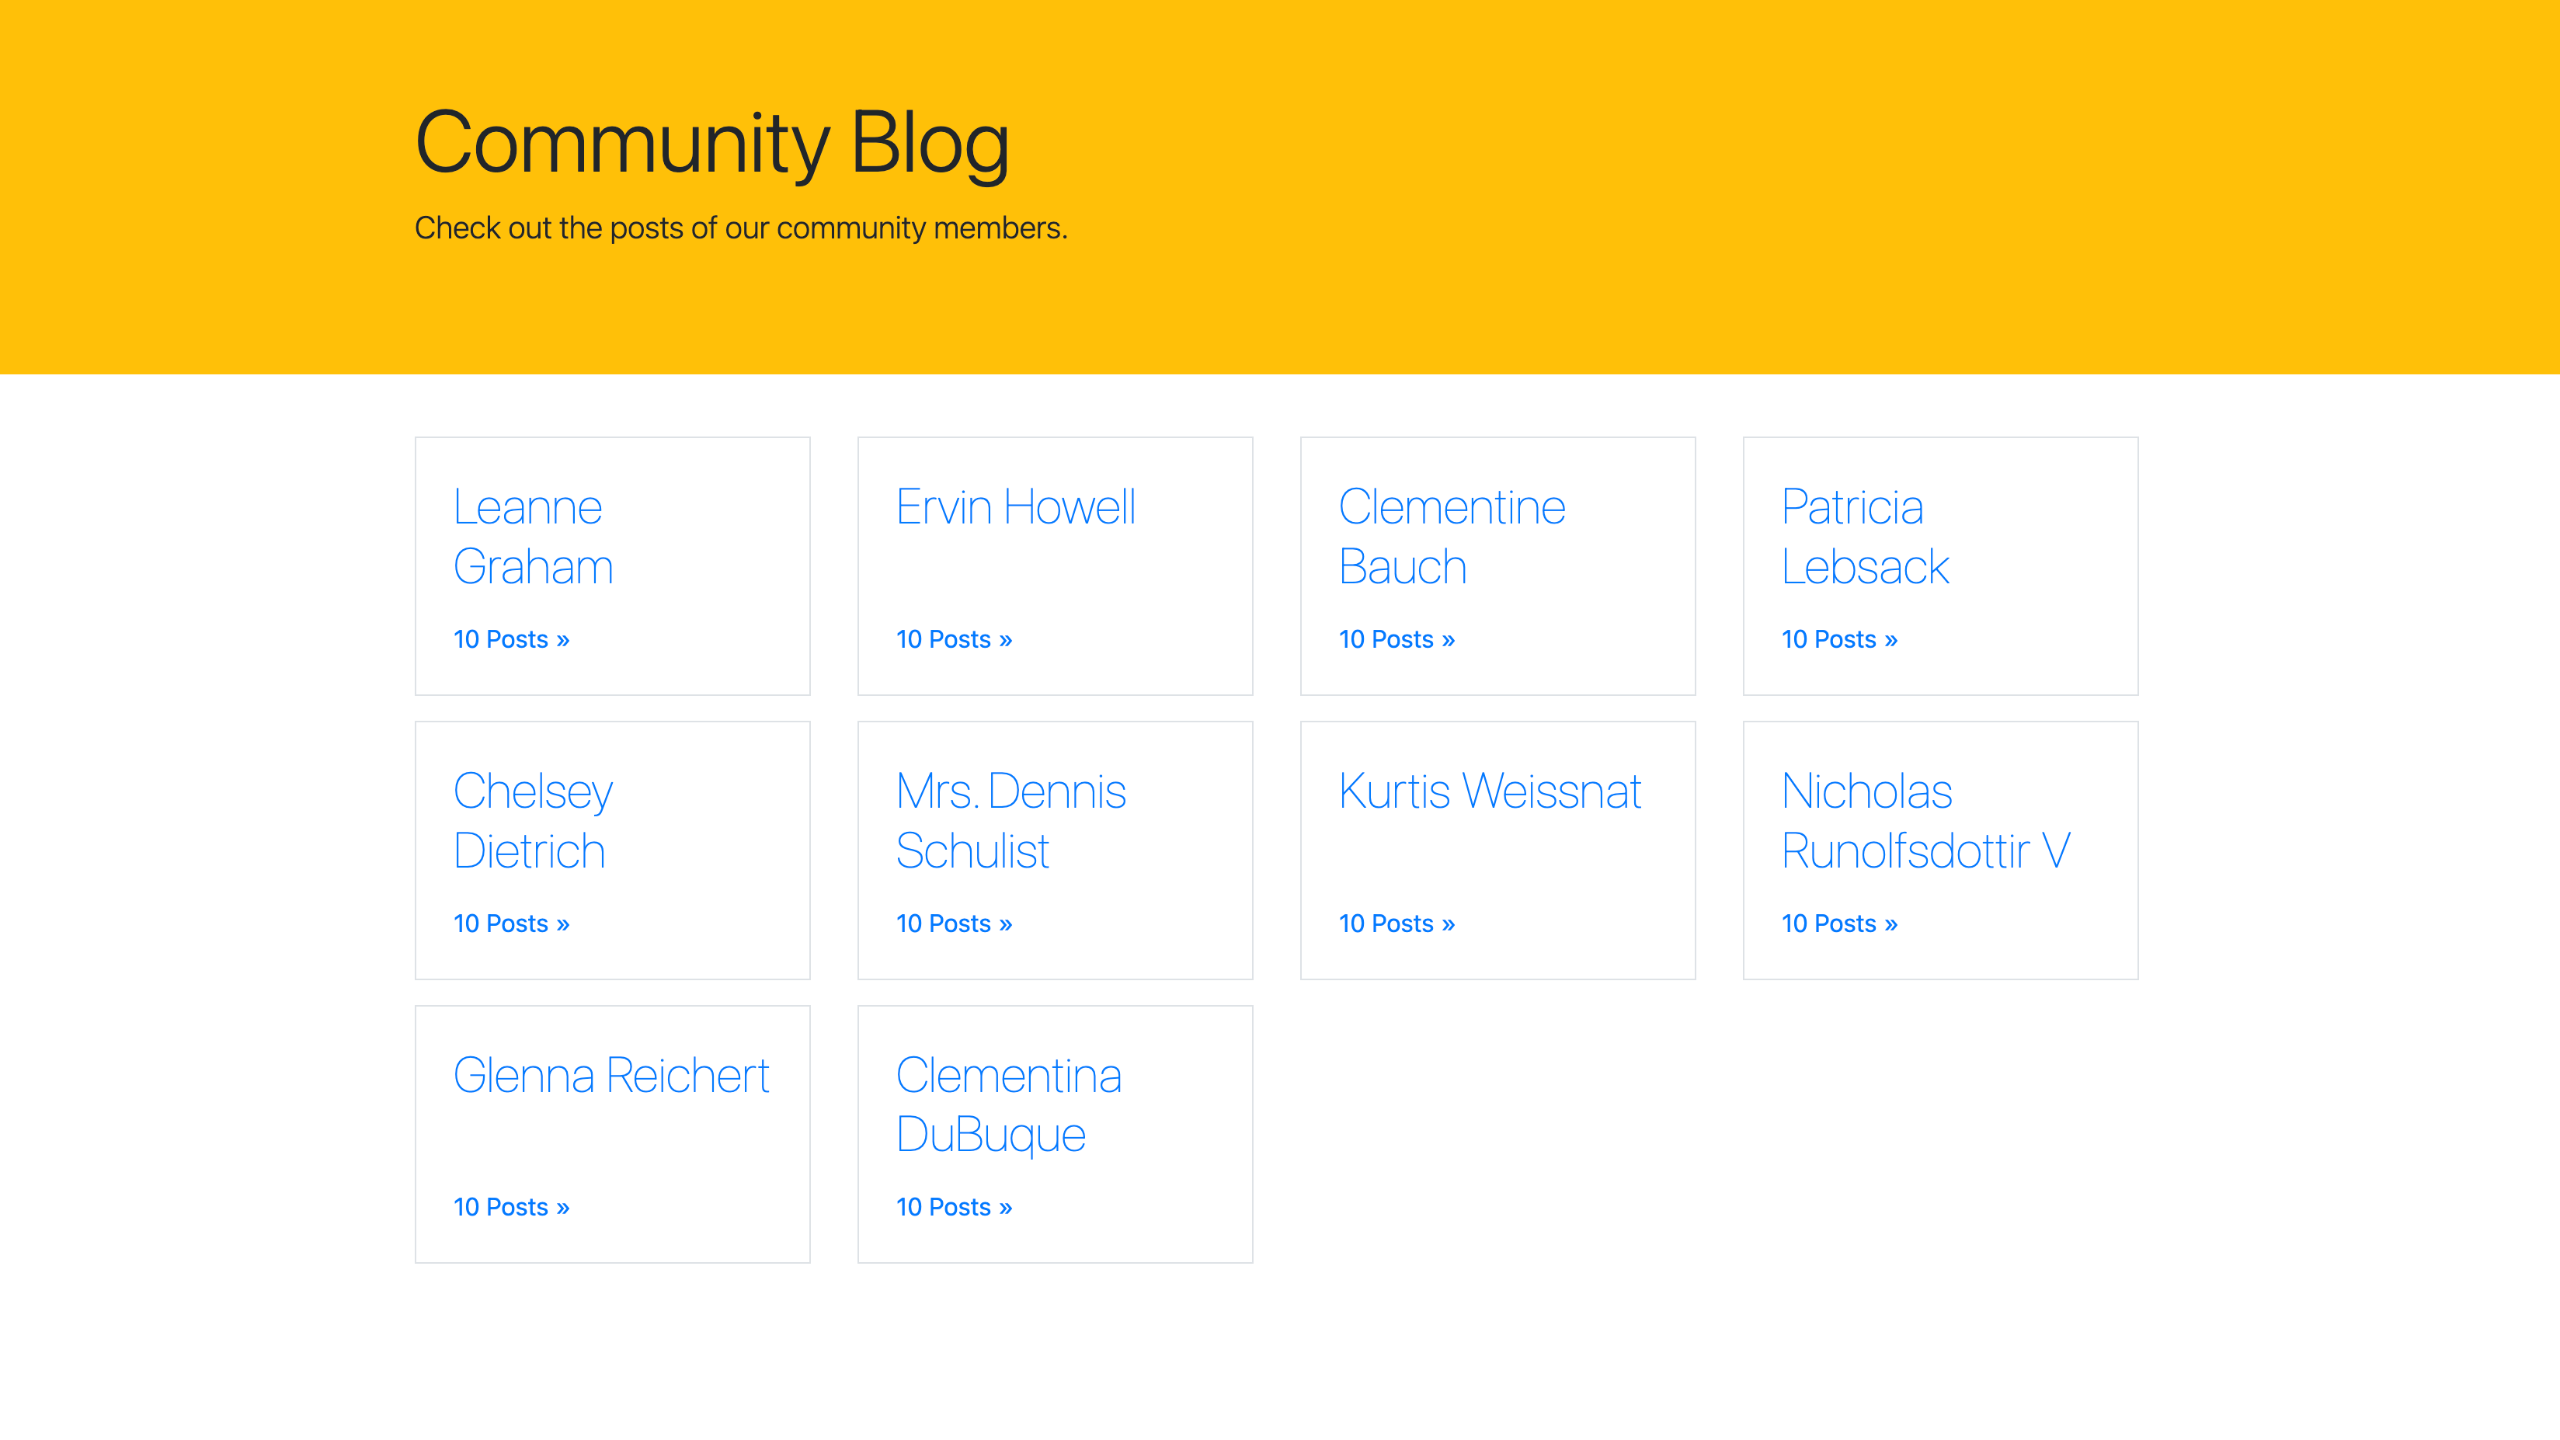 Community Blog
Check out the posts of our community members.
Leanne
Graham
10 Posts »
Ervin Howell
10 Posts »
Clementine
Bauch
10 Posts »
Patricia
Lebsack
10 Posts »
Chelsey
Dietrich
10 Posts »
Mrs. Dennis
Schulist
10 Posts »
Kurtis Weissnat
10 Posts »
Nicholas
Runolfsdottir V
10 Posts »
Glenna Reichert
10 Posts »
Clementina
DuBuque
10 Posts »